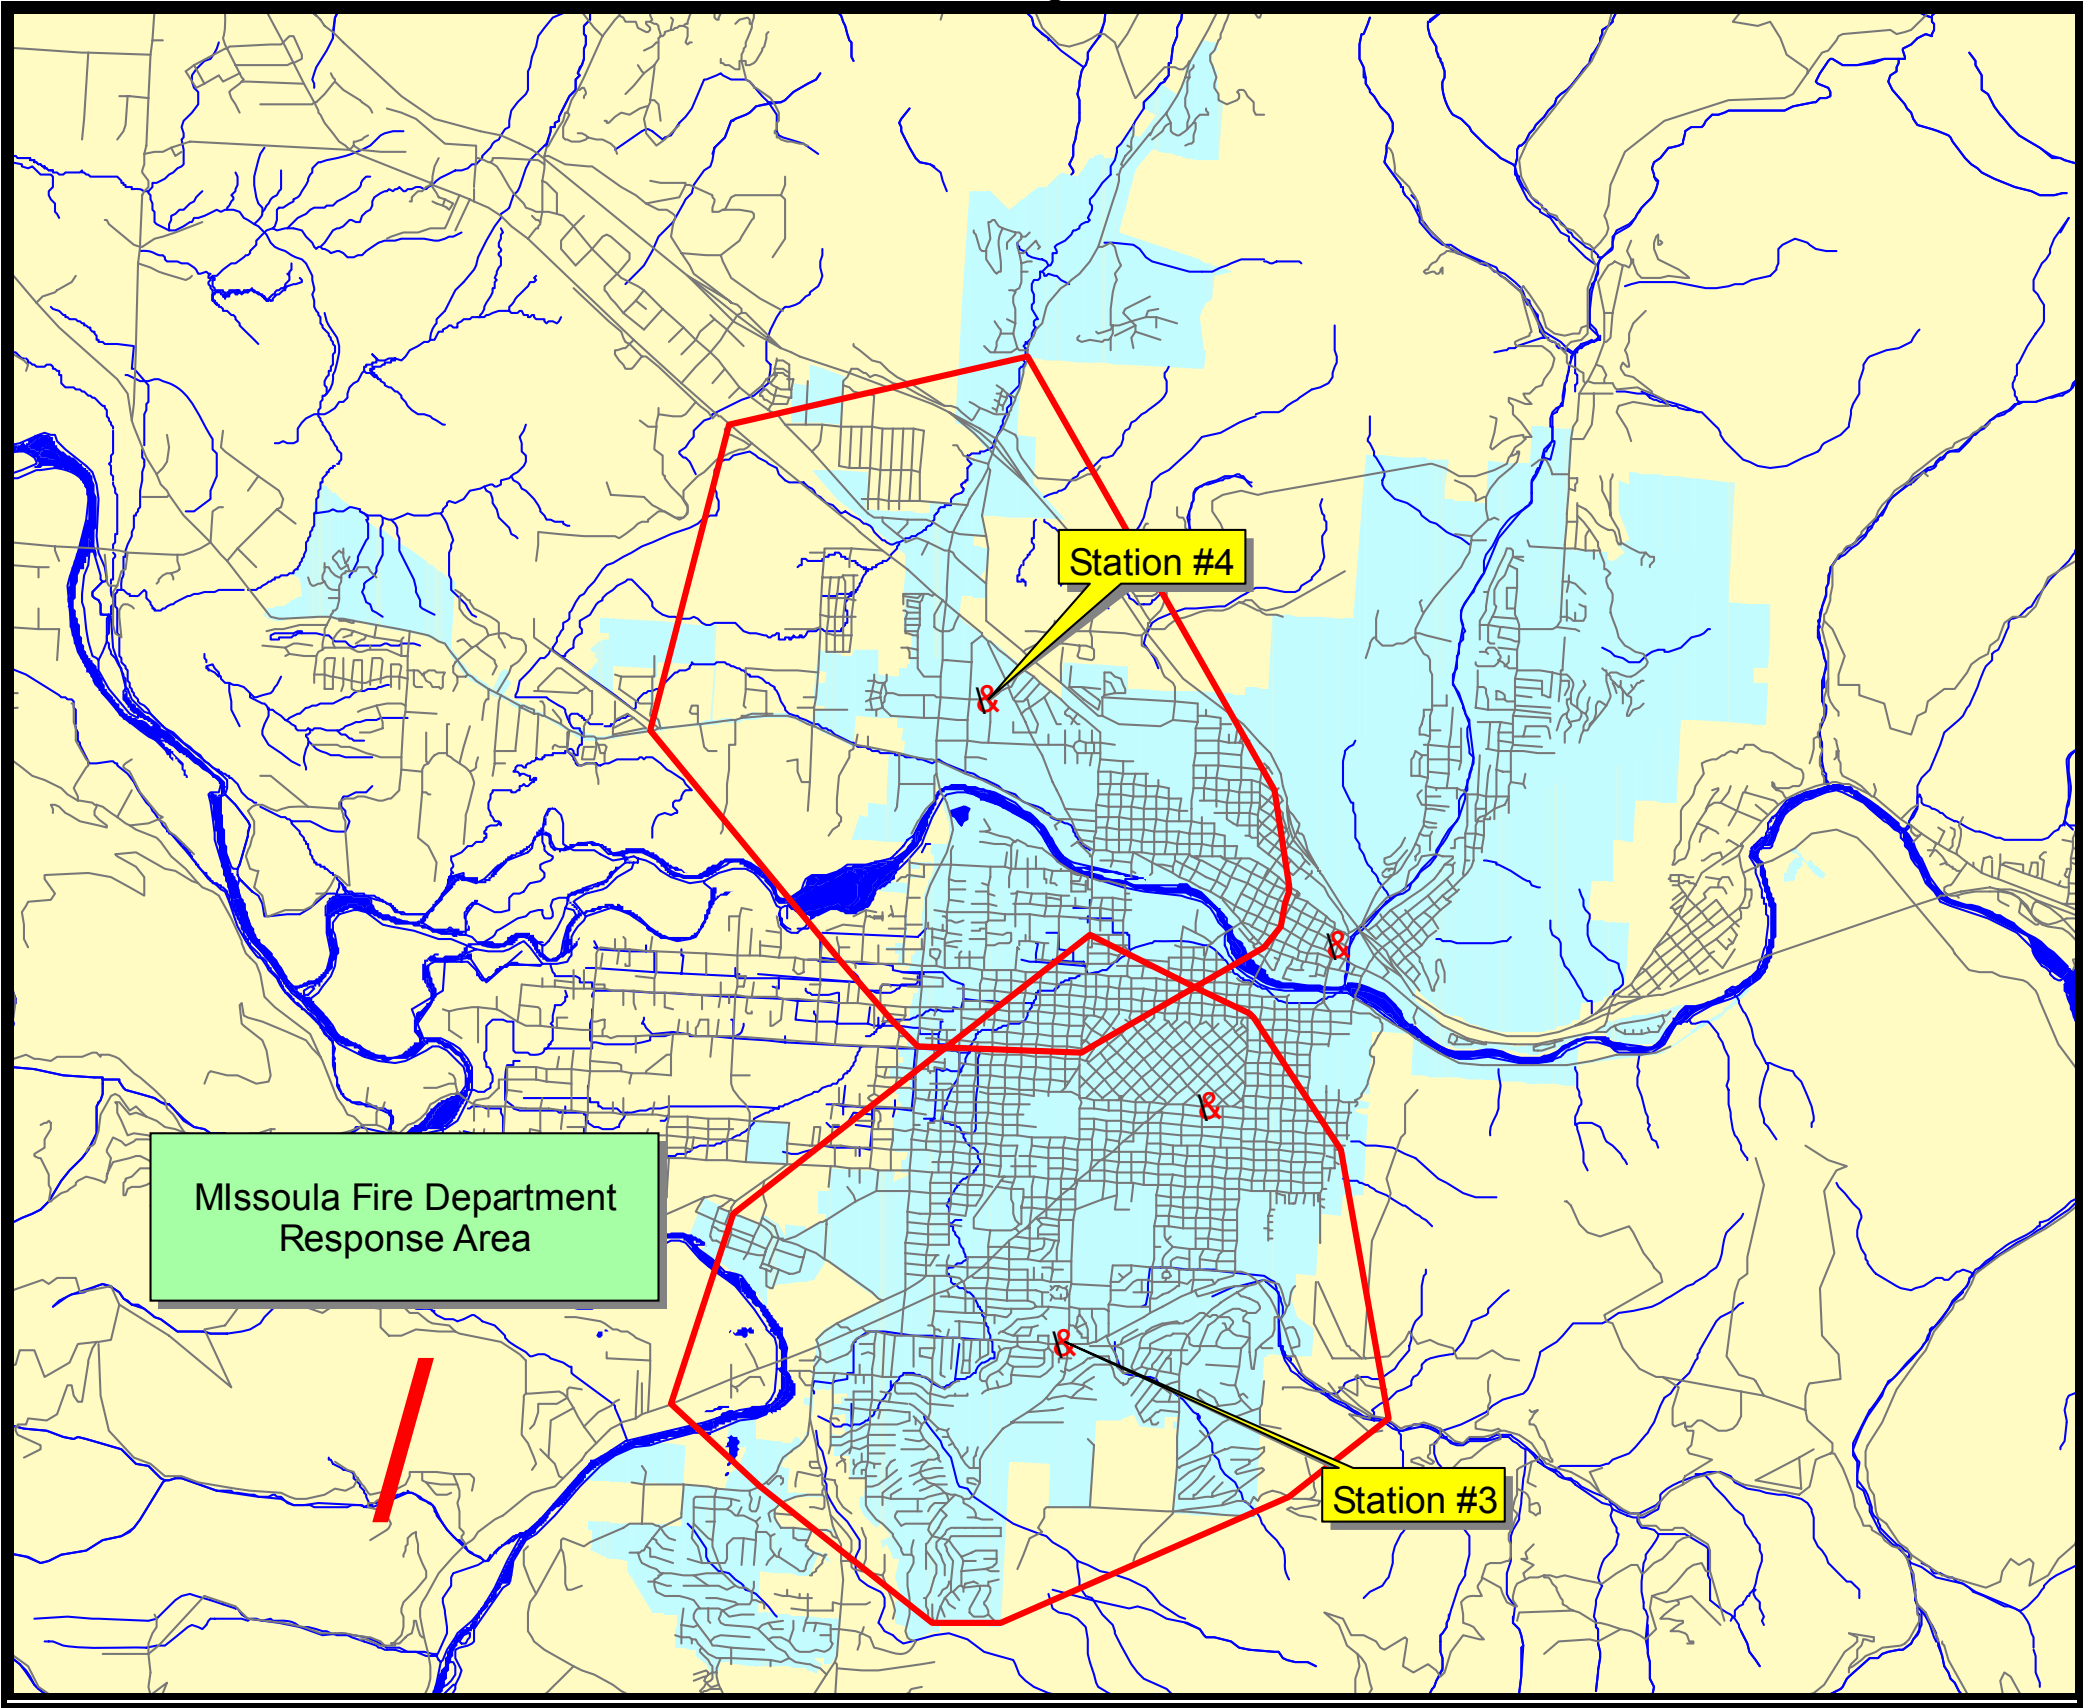 Station #4
&
&
&
MIssoula Fire Department
Response Area
&
Station #3